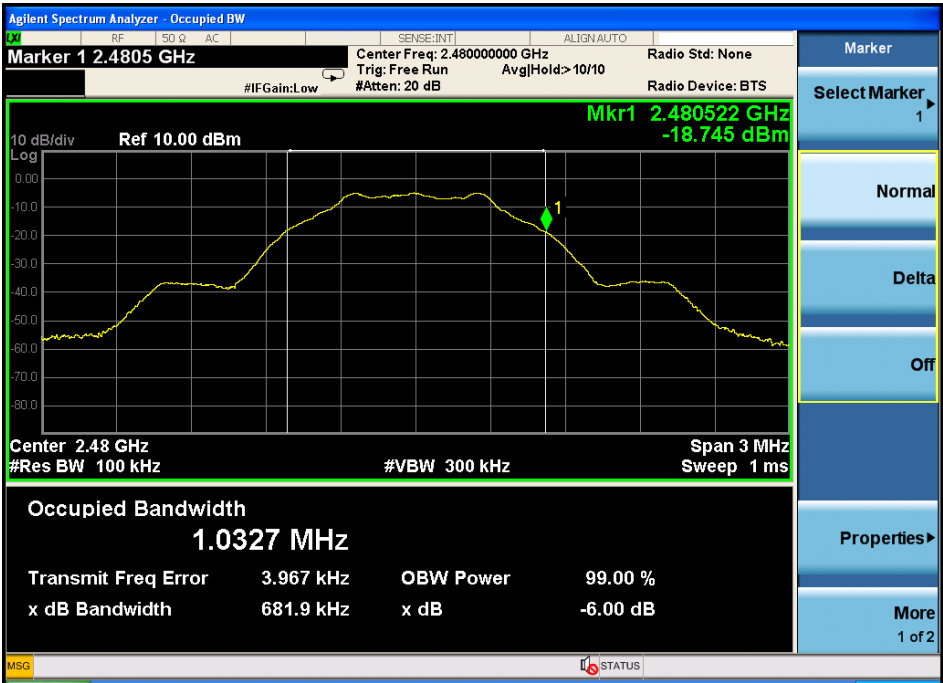 Agilent Spectrum Analyzer - Occupied BW
LXI RF 50 Ω AC SENSE:INT ALIGN AUTO
Marker 1 2.4805 GHz
Center Freq: 2.480000000 GHz Radio Std: None
Trig: Free Run Avg|Hold:>10/10
#IFGain:Low #Atten: 20 dB Radio Device: BTS
Mkr1 2.480522 GHz
-18.745 dBm
10 dB/div Ref 10.00 dBm
Log
0.00
-10.0
-20.0
-30.0
-40.0
-50.0
-60.0
-70.0
-80.0
1
Center 2.48 GHz Span 3 MHz
#Res BW 100 kHz #VBW 300 kHz Sweep 1 ms
Occupied Bandwidth
1.0327 MHz
Transmit Freq Error 3.967 kHz OBW Power 99.00 %
x dB Bandwidth 681.9 kHz x dB -6.00 dB
Marker
Select Marker
1
Normal
Delta
Off
Properties
More
1 of 2
MSG STATUS